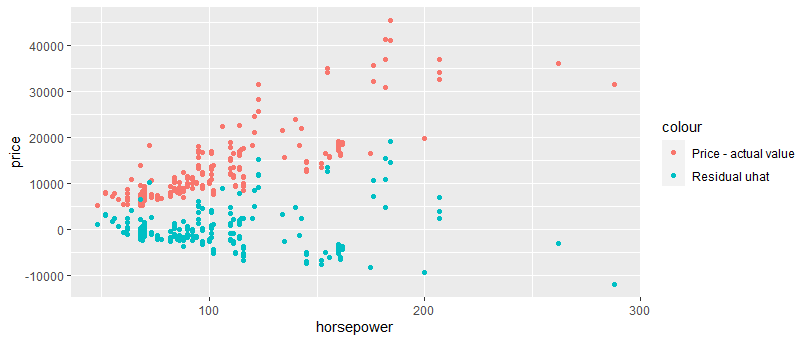 40000
30000
20000
10000
0
-10000
price
100
200
300
horsepower
colour
Price - actual value
Residual uhat